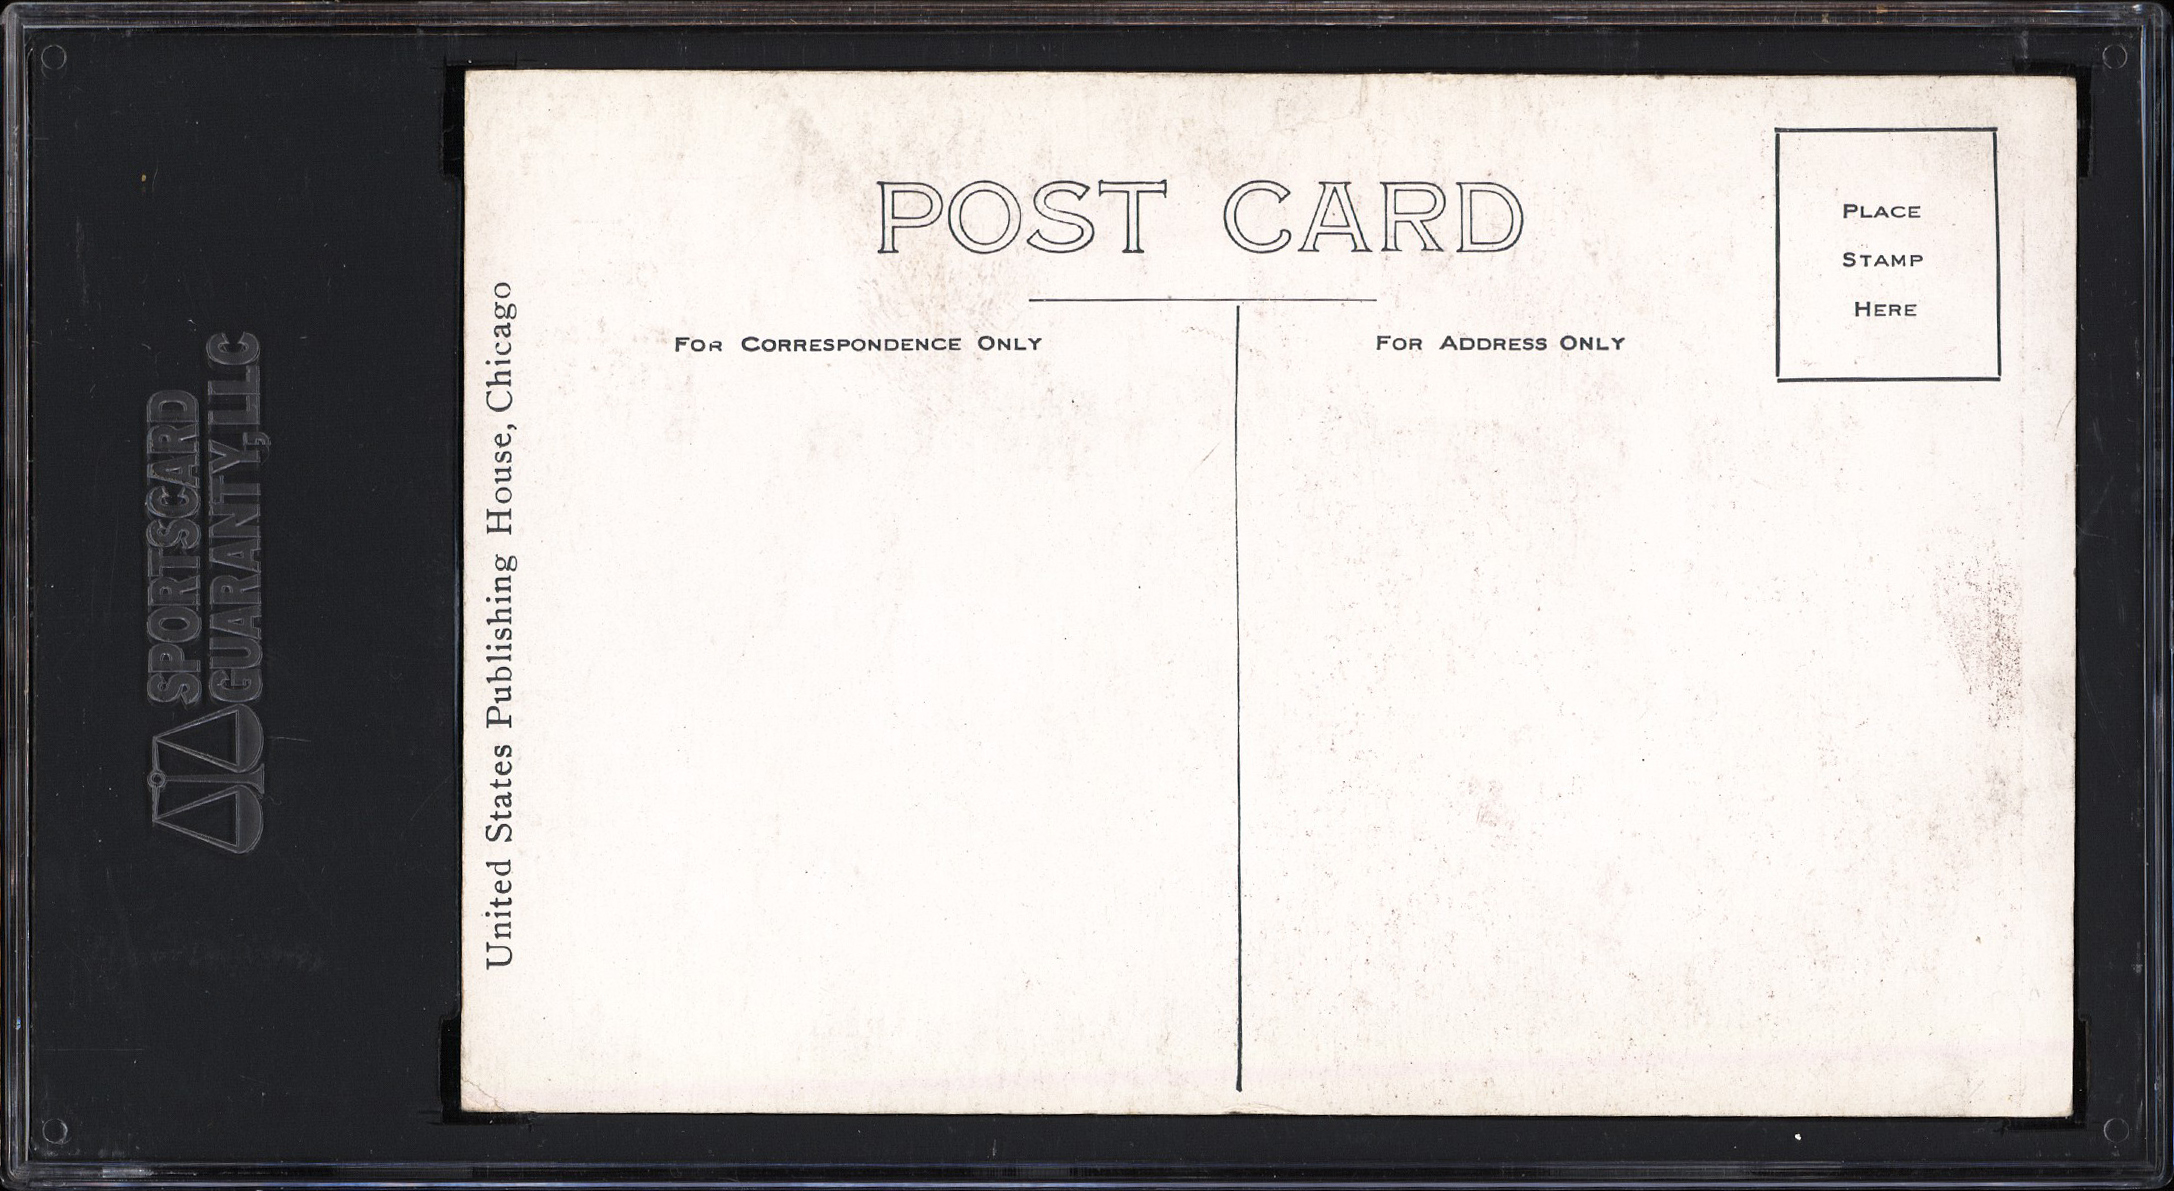 SPORTSCARD
GUARANTY, LLC
United States Publishing House, Chicago
POST CARD
FOR CORRESPONDENCE ONLY
FOR ADDRESS ONLY
PLACE
STAMP
HERE